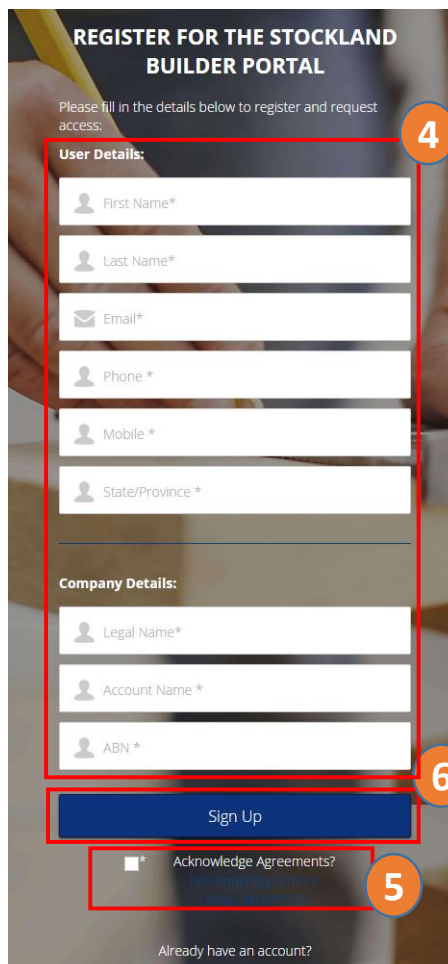 REGISTER FOR THE STOCKLAND
BUILDER PORTAL
Please fill in the details below to register and request
access:
4
User Details:
First Name*
Last Name*
Email*
Phone *
Mobile *
State/Province *
Company Details:
Legal Name*
Account Name *
ABN *
6
Sign Up
* Acknowledge Agreements?
5
Already have an account?